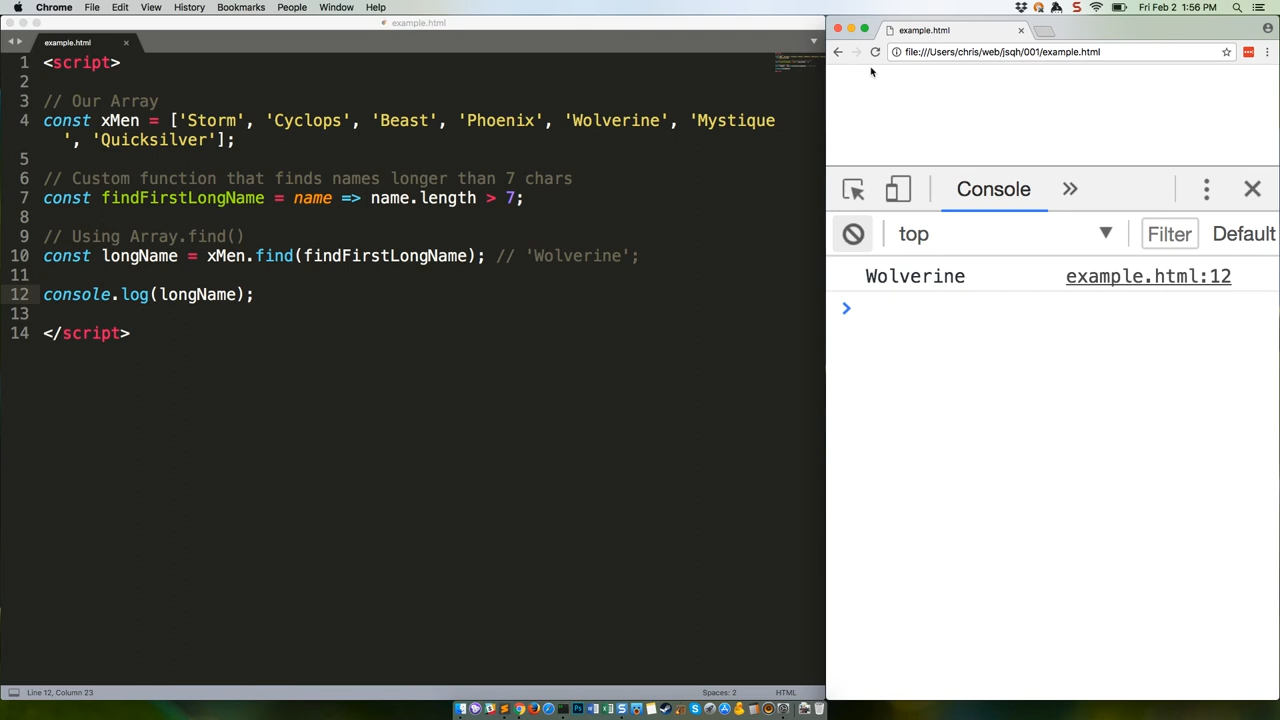 Chrome File Edit View History Bookmarks People Window Help
Fri Feb 2 1:56 PM
example.html
example.html
1 <script>
2
3 // Our Array
4 const xMen = ['Storm', 'Cyclops', 'Beast', 'Phoenix', 'Wolverine', 'Mystique
', 'Quicksilver'];
5
6 // Custom function that finds names longer than 7 chars
7 const findFirstLongName = name => name.length > 7;
8
9 // Using Array.find()
10 const longName = xMen.find(findFirstLongName); // 'Wolverine';
11
12 console.log(longName);
13
14 </script>
Line 12, Column 23
Spaces: 2
HTML
example.html
file:///Users/chris/web/jsqh/001/example.html
Console
top
Filter
Default
Wolverine example.html:12